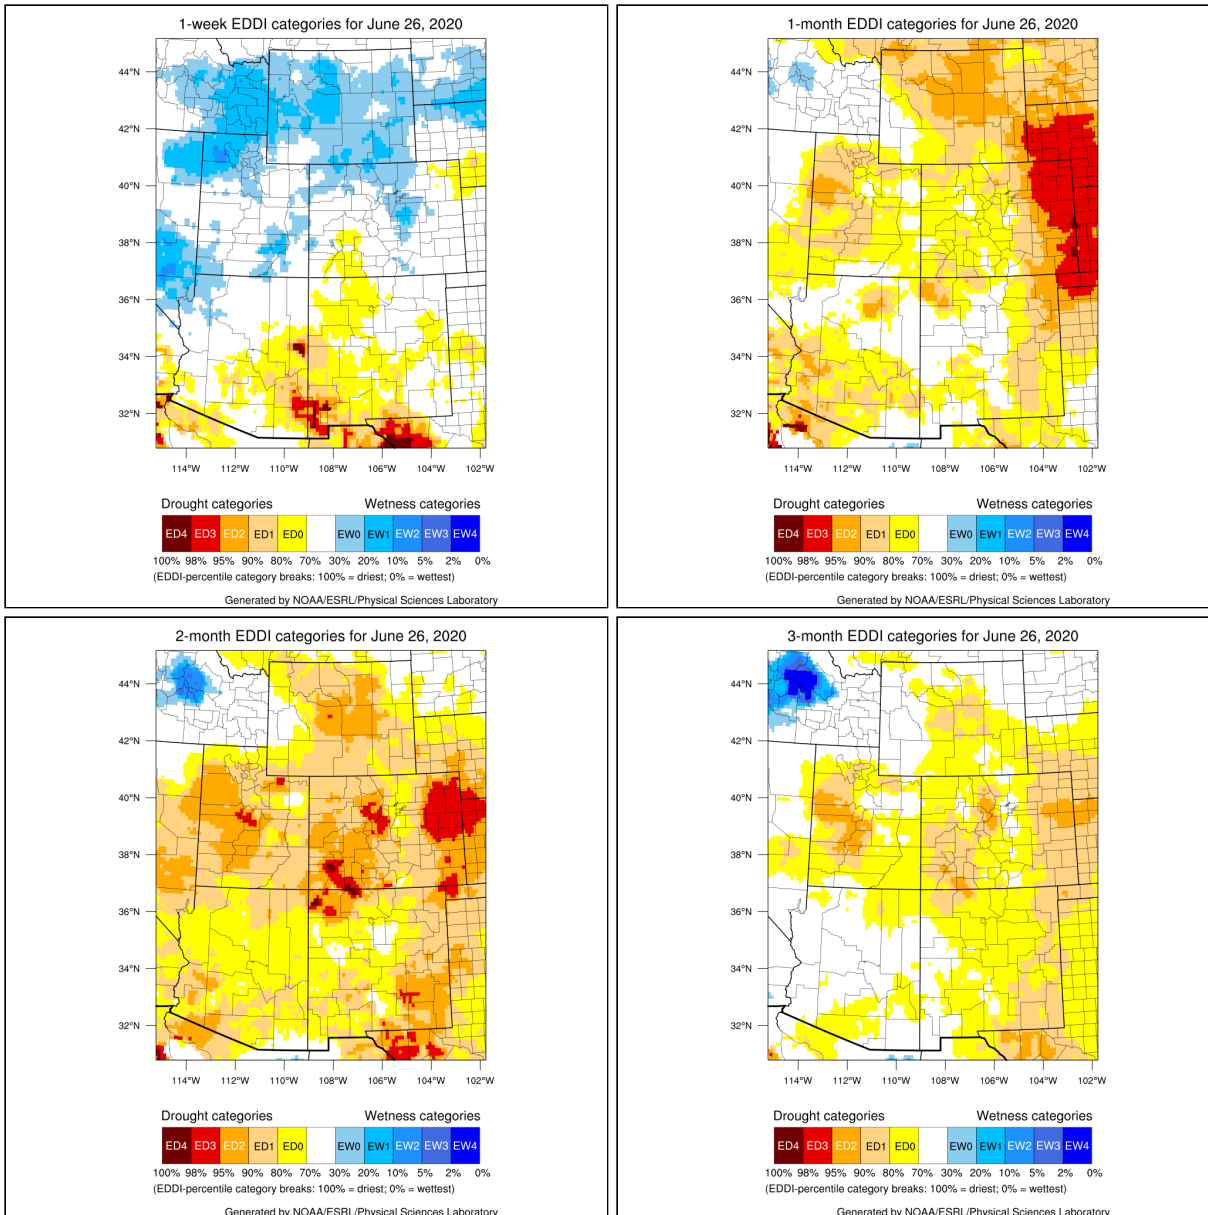 1-week EDDI categories for June 26, 2020
44°N
42°N
40°N
38°N
36°N
34°N
32°N
114°W 112°W 110°W 108°W 106°W 104°W 102°W
Drought categories Wetness categories
ED4 ED3 ED2 ED1 ED0 EW0 EW1 EW2 EW3 EW4
100% 98% 95% 90% 80% 70% 30% 20% 10% 5% 2% 0%
(EDDI-percentile category breaks: 100% = driest; 0% = wettest)
Generated by NOAA/ESRL/Physical Sciences Laboratory
1-month EDDI categories for June 26, 2020
44°N
42°N
40°N
38°N
36°N
34°N
32°N
114°W 112°W 110°W 108°W 106°W 104°W 102°W
Drought categories Wetness categories
ED4 ED3 ED2 ED1 ED0 EW0 EW1 EW2 EW3 EW4
100% 98% 95% 90% 80% 70% 30% 20% 10% 5% 2% 0%
(EDDI-percentile category breaks: 100% = driest; 0% = wettest)
Generated by NOAA/ESRL/Physical Sciences Laboratory
2-month EDDI categories for June 26, 2020
44°N
42°N
40°N
38°N
36°N
34°N
32°N
114°W 112°W 110°W 108°W 106°W 104°W 102°W
Drought categories Wetness categories
ED4 ED3 ED2 ED1 ED0 EW0 EW1 EW2 EW3 EW4
100% 98% 95% 90% 80% 70% 30% 20% 10% 5% 2% 0%
(EDDI-percentile category breaks: 100% = driest; 0% = wettest)
Generated by NOAA/ESRL/Physical Sciences Laboratory
3-month EDDI categories for June 26, 2020
44°N
42°N
40°N
38°N
36°N
34°N
32°N
114°W 112°W 110°W 108°W 106°W 104°W 102°W
Drought categories Wetness categories
ED4 ED3 ED2 ED1 ED0 EW0 EW1 EW2 EW3 EW4
100% 98% 95% 90% 80% 70% 30% 20% 10% 5% 2% 0%
(EDDI-percentile category breaks: 100% = driest; 0% = wettest)
Generated by NOAA/ESRL/Physical Sciences Laboratory